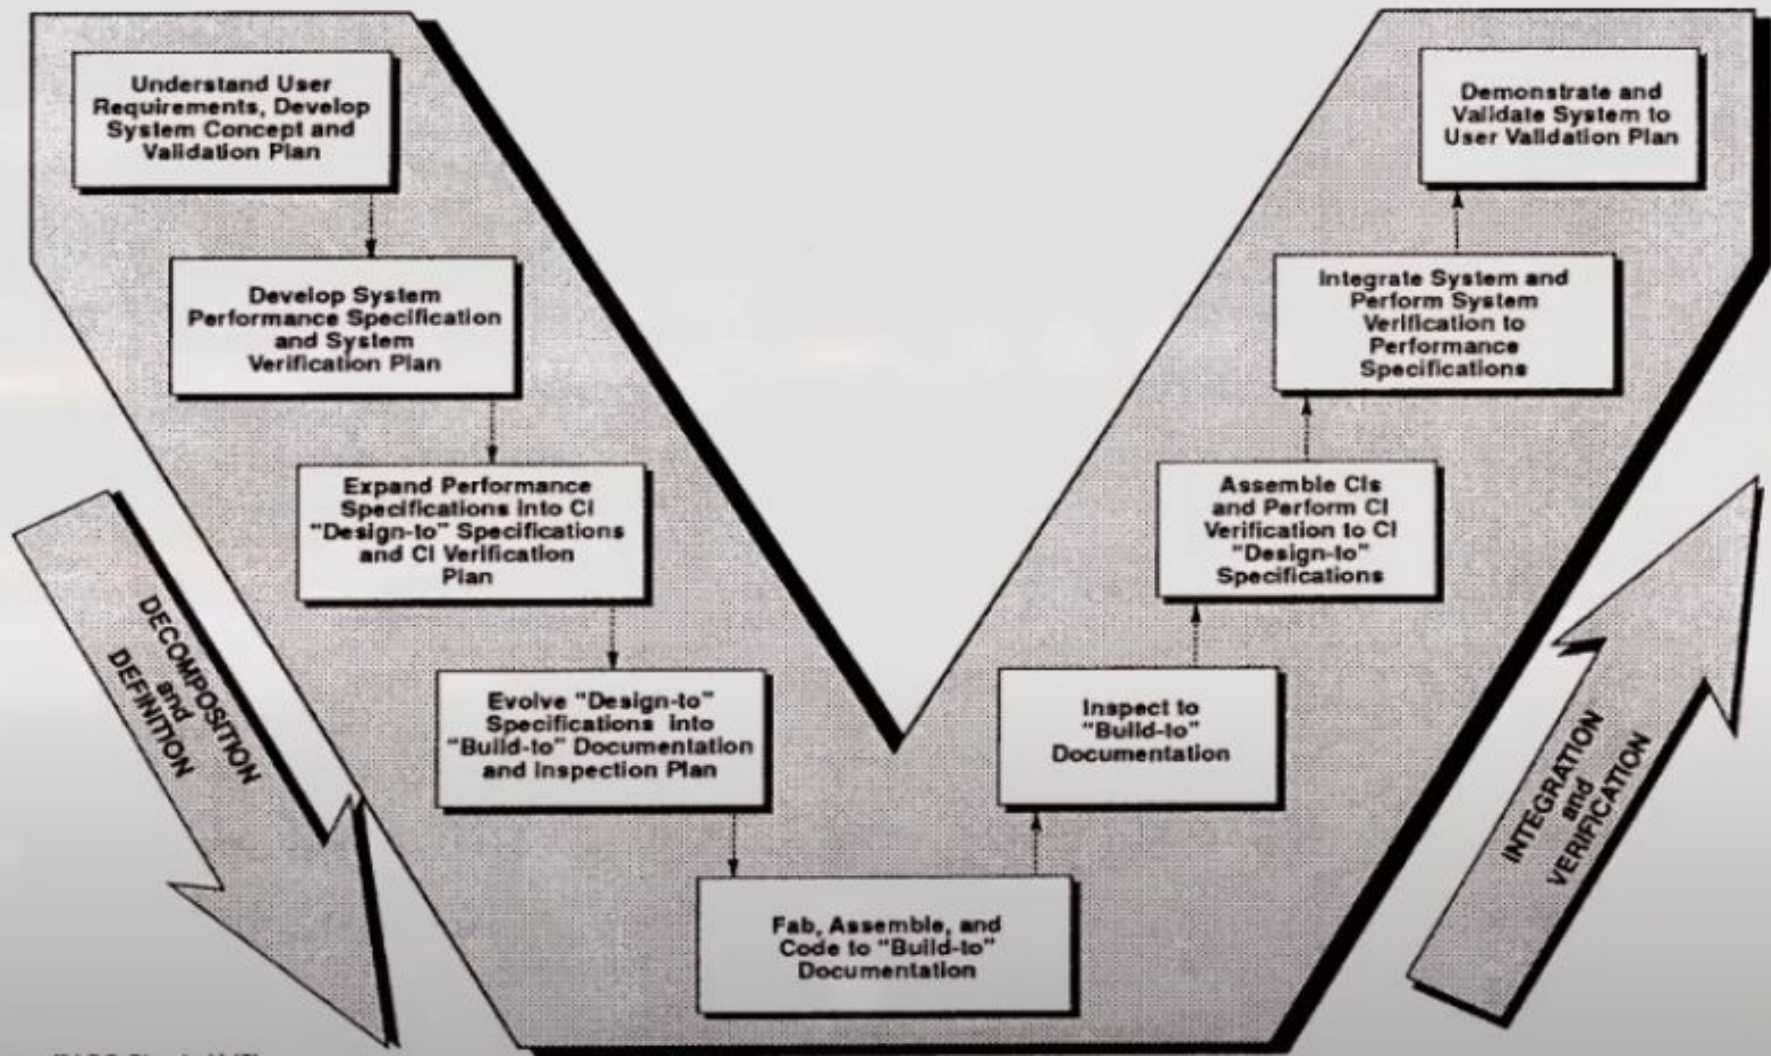 Understand User
Requirements, Develop
System Concept and
Validation Plan
Develop System
Performance Specification
and System
Verification Plan
Expand Performance
Specifications into CI
"Design-to" Specifications
and CI Verification
Plan
Evolve "Design-to"
Specifications into
"Build-to" Documentation
and Inspection Plan
Fab, Assemble, and
Code to "Build-to"
Documentation
Inspect to
"Build-to"
Documentation
Assemble CIs
and Perform CI
Verification to CI
"Design-to"
Specifications
Integrate System and
Perform System
Verification to
Performance
Specifications
Demonstrate and
Validate System to
User Validation Plan
DECOMPOSITION
and
DEFINITION
INTEGRATION
and
VERIFICATION